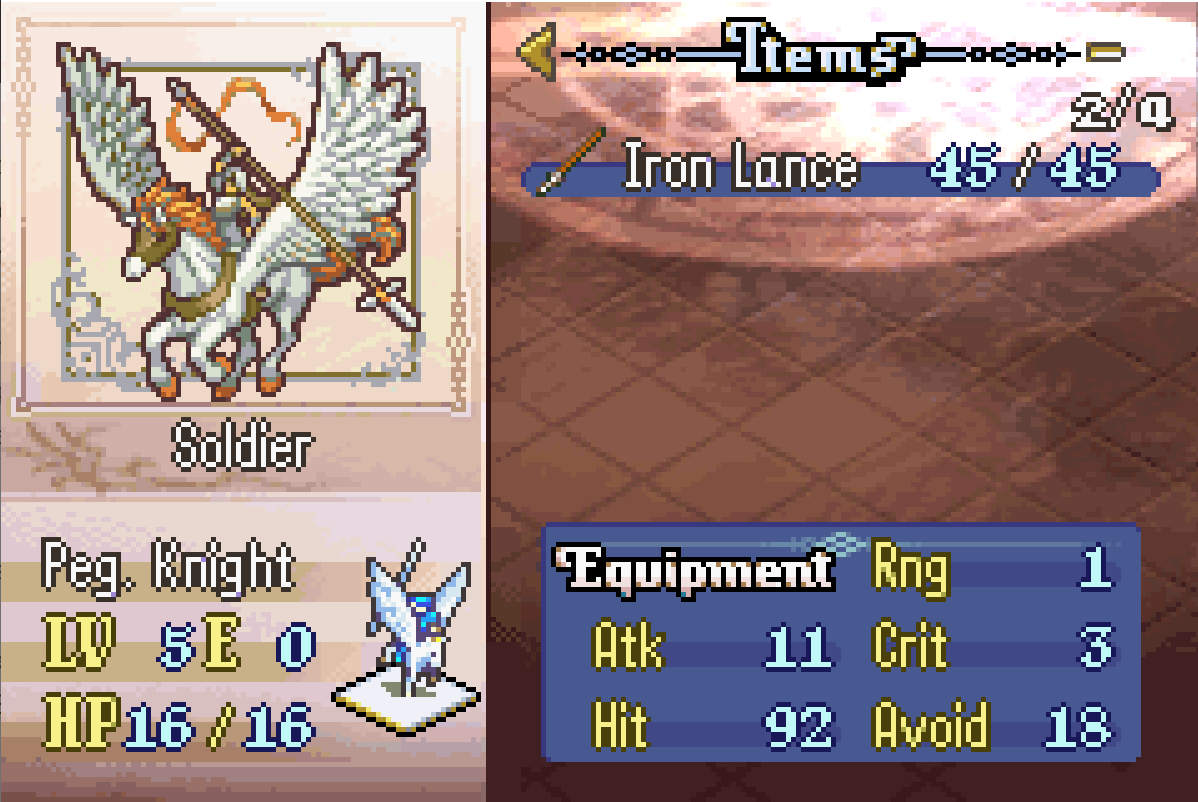 Items
2/4
Iron Lance 45/45
Soldier
Peg. Knight
LV 5 E 0
HP 16/16
Equipment Rng 1
Atk 11 Crit 3
Hit 92 Avoid 18